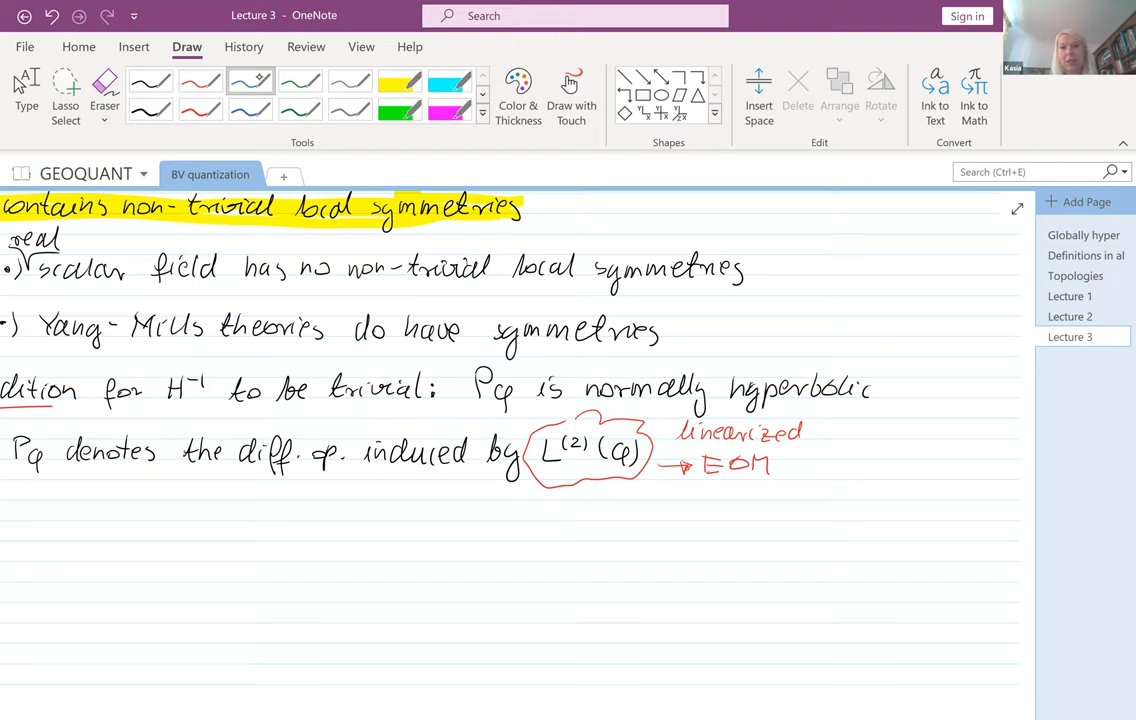 Lecture 3 - OneNote
Search
Sign in
File Home Insert Draw History Review View Help
Kasia
Type
Lasso Select
Eraser
Color & Thickness
Draw with Touch
Insert Space
Delete
Arrange
Rotate
Ink to Text
Ink to Math
Tools
Shapes
Edit
Convert
GEOQUANT
BV quantization
Search (Ctrl+E)
Add Page
Globally hyper
Definitions in al
Topologies
Lecture 1
Lecture 2
Lecture 3
contains non-trivial local symmetries
real
•) scalar field has no non-trivial local symmetries
•) Yang-Mills theories do have symmetries
dition for H⁻¹ to be trivial: Pφ is normally hyperbolic
Pφ denotes the diff. op. induced by L⁽²⁾(φ)
linearized
→ EOM